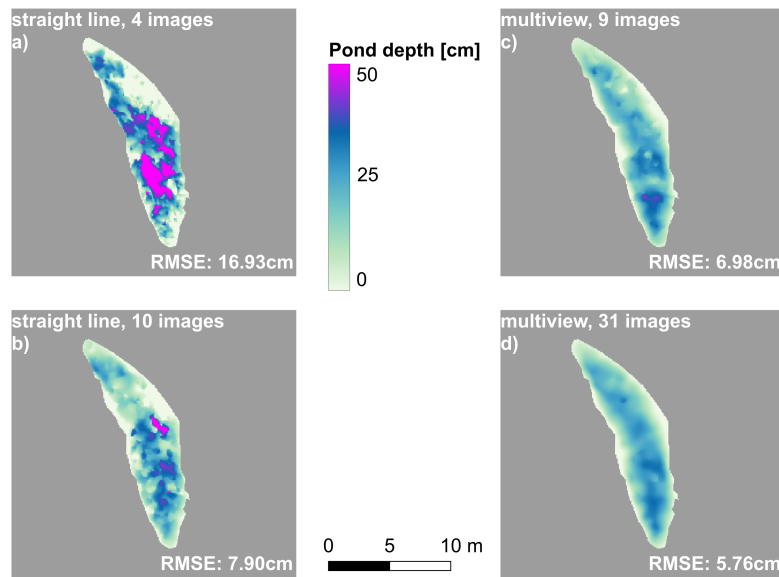 straight line, 4 images
a)
RMSE: 16.93cm
Pond depth [cm]
50
25
0
multiview, 9 images
c)
RMSE: 6.98cm
straight line, 10 images
b)
RMSE: 7.90cm
0 5 10 m
multiview, 31 images
d)
RMSE: 5.76cm